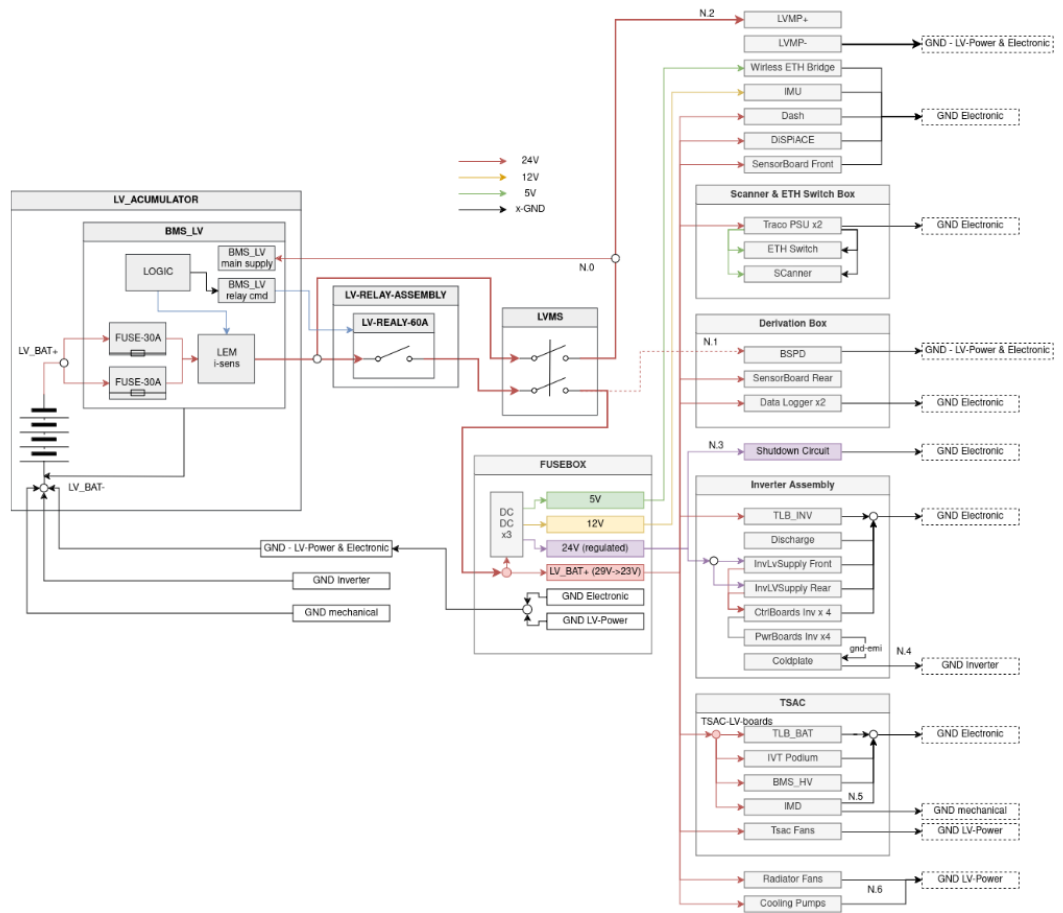 N.2
LVMP+
LVMP-
GND - LV-Power & Electronic
Wirless ETH Bridge
IMU
Dash
GND Electronic
DiSPlACE
SensorBoard Front
24V
12V
5V
x-GND
LV_ACUMULATOR
BMS_LV
LOGIC
BMS_LV
main supply
BMS_LV
relay cmd
FUSE-30A
FUSE-30A
LEM
i-sens
LV_BAT+
LV_BAT-
N.0
LV-RELAY-ASSEMBLY
LV-REALY-60A
LVMS
Scanner & ETH Switch Box
Traco PSU x2
GND Electronic
ETH Switch
SCanner
Derivation Box
N.1
BSPD
GND - LV-Power & Electronic
SensorBoard Rear
Data Logger x2
GND Electronic
N.3
Shutdown Circuit
GND Electronic
FUSEBOX
DC
DC
x3
5V
12V
24V (regulated)
LV_BAT+ (29V->23V)
GND Electronic
GND LV-Power
GND - LV-Power & Electronic
GND Inverter
GND mechanical
Inverter Assembly
TLB_INV
GND Electronic
Discharge
InvLvSupply Front
InvLVSupply Rear
CtrlBoards Inv x 4
PwrBoards Inv x4
gnd-emi
N.4
Coldplate
GND Inverter
TSAC
TSAC-LV-boards
TLB_BAT
GND Electronic
IVT Podium
BMS_HV
N.5
IMD
GND mechanical
Tsac Fans
GND LV-Power
Radiator Fans
GND LV-Power
N.6
Cooling Pumps